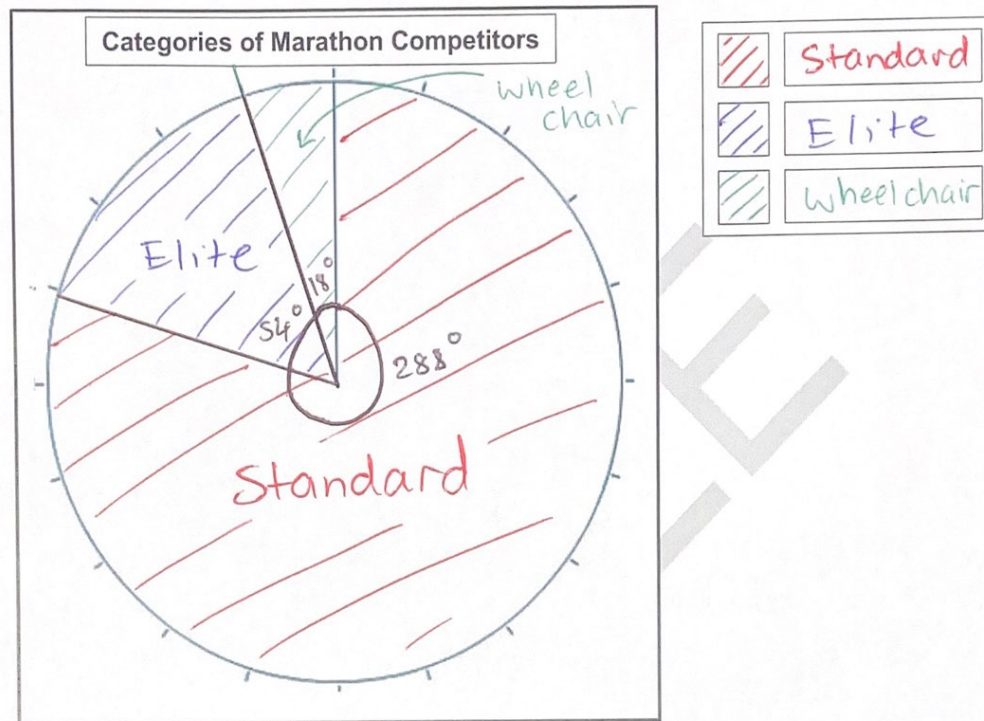 Categories of Marathon Competitors
wheel
chair
Elite
18°
54°
288°
Standard
Standard
Elite
wheelchair
E